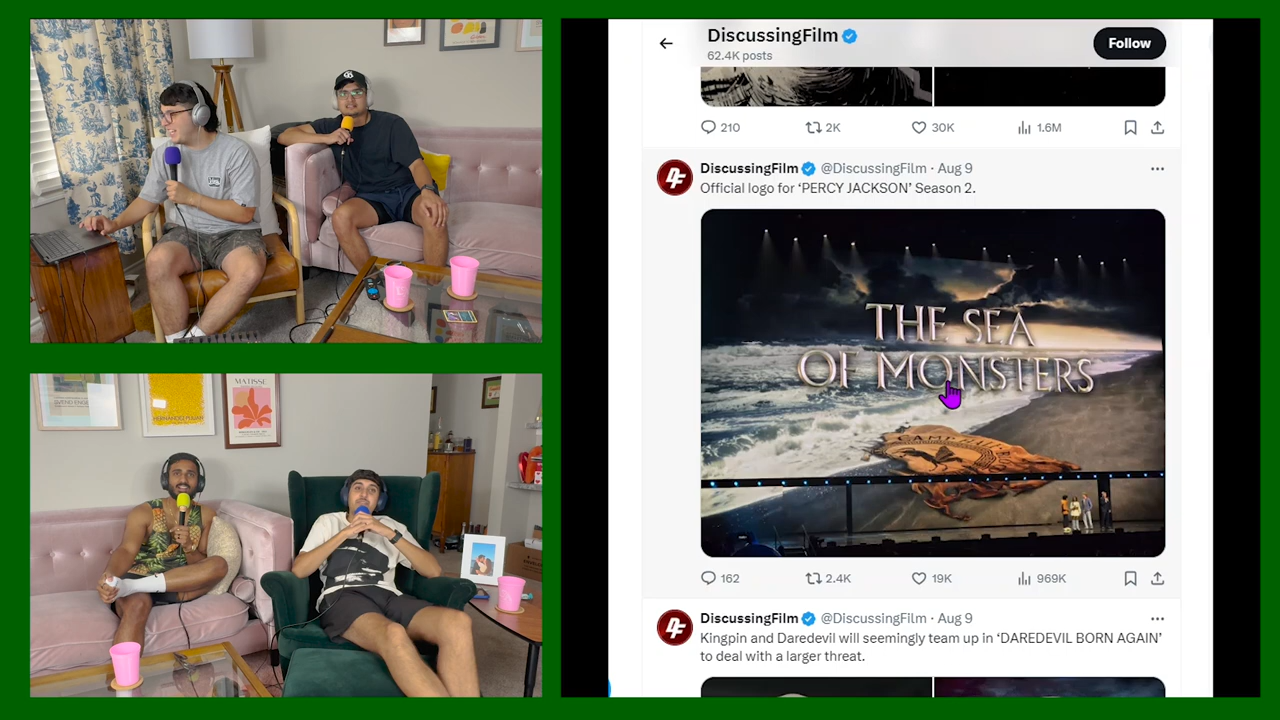 DiscussingFilm
62.4K posts
Follow
210
2K
30K
1.6M
DiscussingFilm @DiscussingFilm · Aug 9
Official logo for ‘PERCY JACKSON’ Season 2.
THE SEA
OF MONSTERS
162
2.4K
19K
969K
DiscussingFilm @DiscussingFilm · Aug 9
Kingpin and Daredevil will seemingly team up in ‘DAREDEVIL BORN AGAIN’
to deal with a larger threat.
MATISSE